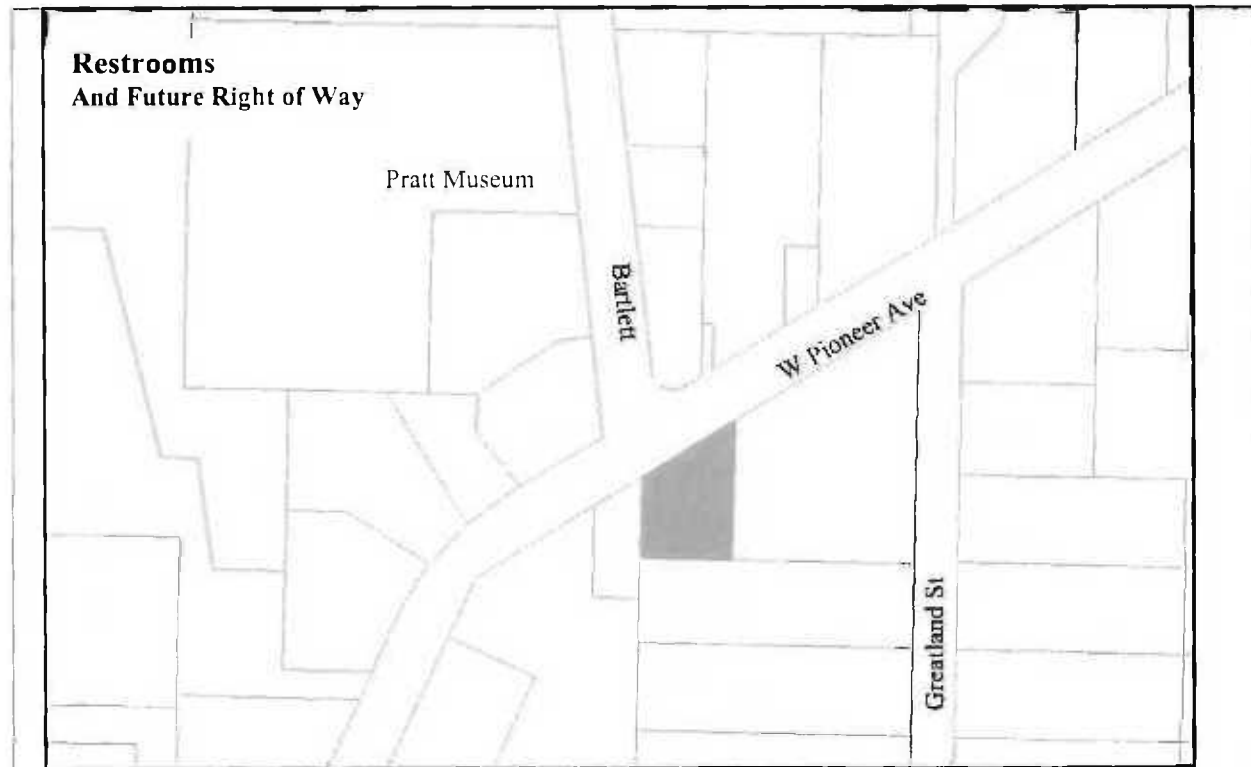 Restrooms
And Future Right of Way
Pratt Museum
Bartlett
W Pioneer Ave
Greatland St